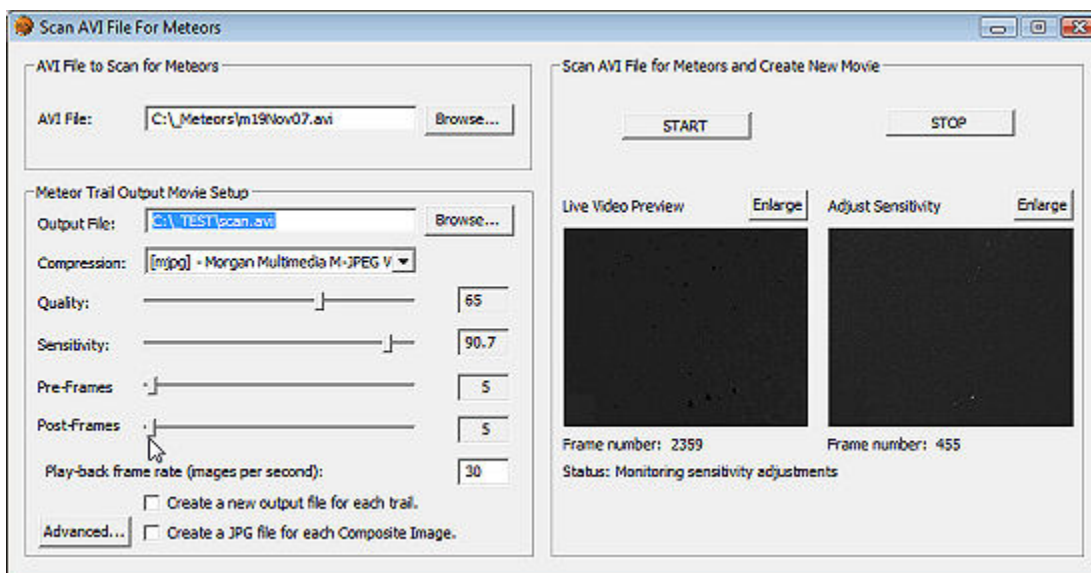 Scan AVI File For Meteors
AVI File to Scan for Meteors
AVI File: C:\_Meteors\m19Nov07.avi Browse...
Meteor Trail Output Movie Setup
Output File: C:\_TEST\scan.avi Browse...
Compression: [mjpg] - Morgan Multimedia M-JPEG V
Quality: 65
Sensitivity: 90.7
Pre-Frames 5
Post-Frames 5
Play-back frame rate (images per second): 30
Create a new output file for each trail.
Advanced... Create a JPG file for each Composite Image.
Scan AVI File for Meteors and Create New Movie
START STOP
Live Video Preview Enlarge Adjust Sensitivity Enlarge
Frame number: 2359 Frame number: 455
Status: Monitoring sensitivity adjustments